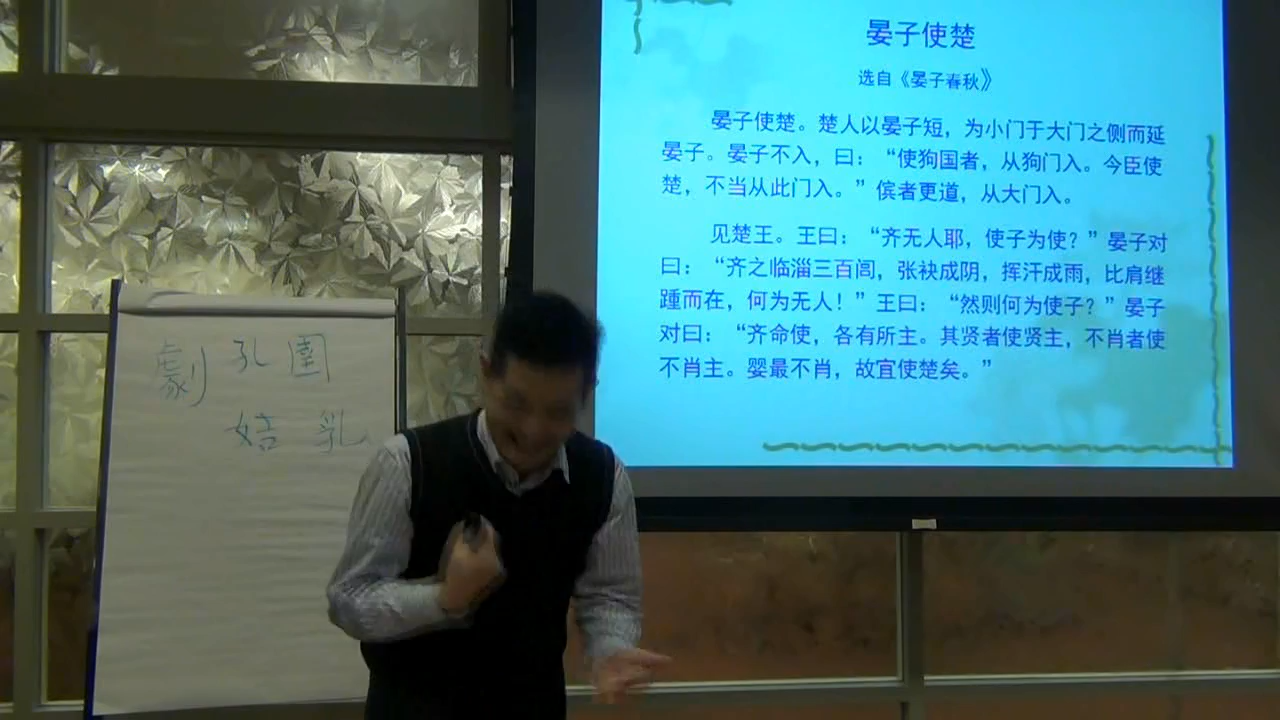 晏子使楚
选自《晏子春秋》
晏子使楚。楚人以晏子短，为小门于大门之侧而延
晏子。晏子不入，曰：“使狗国者，从狗门入。今臣使
楚，不当从此门入。”傧者更道，从大门入。
见楚王。王曰：“齐无人耶，使子为使？”晏子对
曰：“齐之临淄三百闾，张袂成阴，挥汗成雨，比肩继
踵而在，何为无人！”王曰：“然则何为使子？”晏子
对曰：“齐命使，各有所主。其贤者使贤主，不肖者使
不肖主。婴最不肖，故宜使楚矣。”
劇 孔 圍
姞 乳